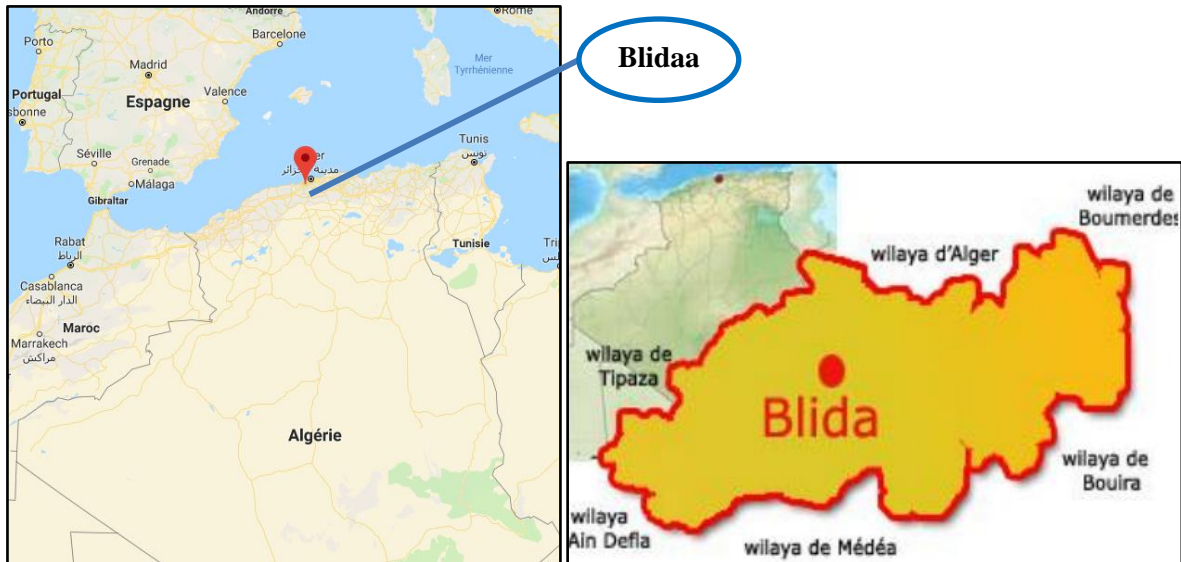 Andorre
Rome
Porto
Barcelone
Madrid
Mer
Tyrrhénienne
Portugal
Espagne
Valence
sbonne
Tunis
تونس
Séville
Grenade
Málaga
Gibraltar
Rabat
الرباط
Tunisie
Casablanca
الدار البيضاء
Maroc
Marrakech
مراكش
Algérie
Blidaa
wilaya de
Boumerdes
wilaya d'Alger
wilaya de
Tipaza
Blida
wilaya de
Bouira
wilaya
Ain Defla
wilaya de Médéa